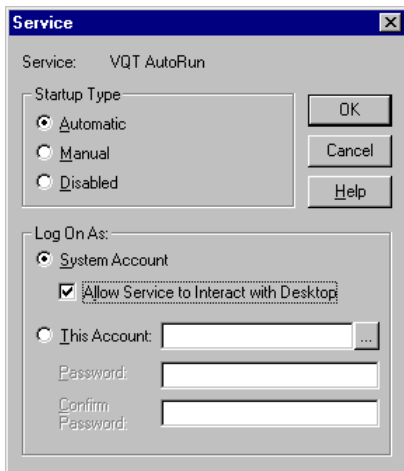 Service
Service: VQT AutoRun
Startup Type
Automatic
Manual
Disabled
OK
Cancel
Help
Log On As:
System Account
Allow Service to Interact with Desktop
This Account:
...
Password:
Confirm
Password: